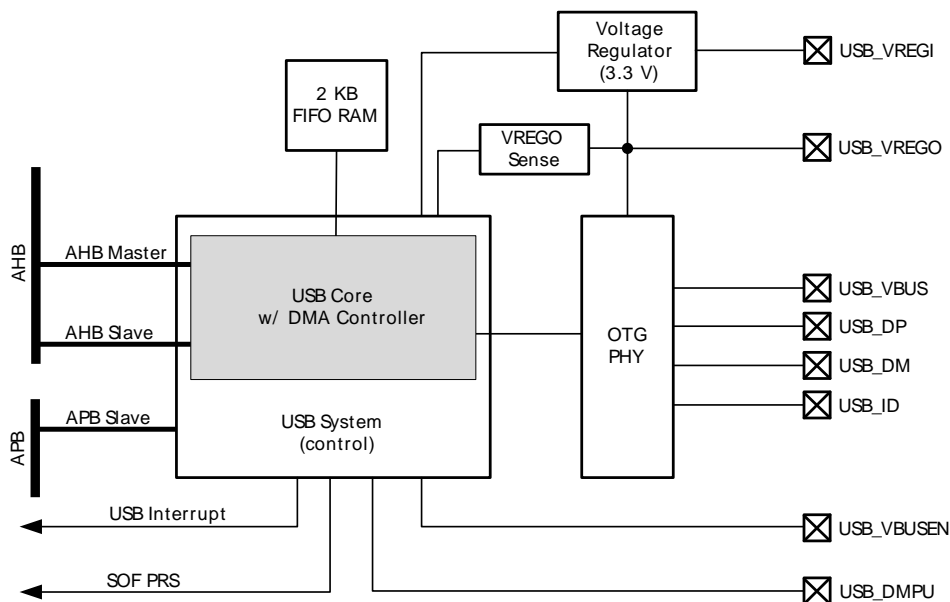 Voltage
Regulator
(3.3 V)
USB_VREGI
2 KB
FIFO RAM
VREGO
Sense
USB_VREGO
AHB
AHB Master
USB Core
w/ DMA Controller
AHB Slave
OTG
PHY
USB_VBUS
USB_DP
USB_DM
USB_ID
APB
APB Slave
USB System
(control)
USB Interrupt
USB_VBUSEN
SOF PRS
USB_DMPU